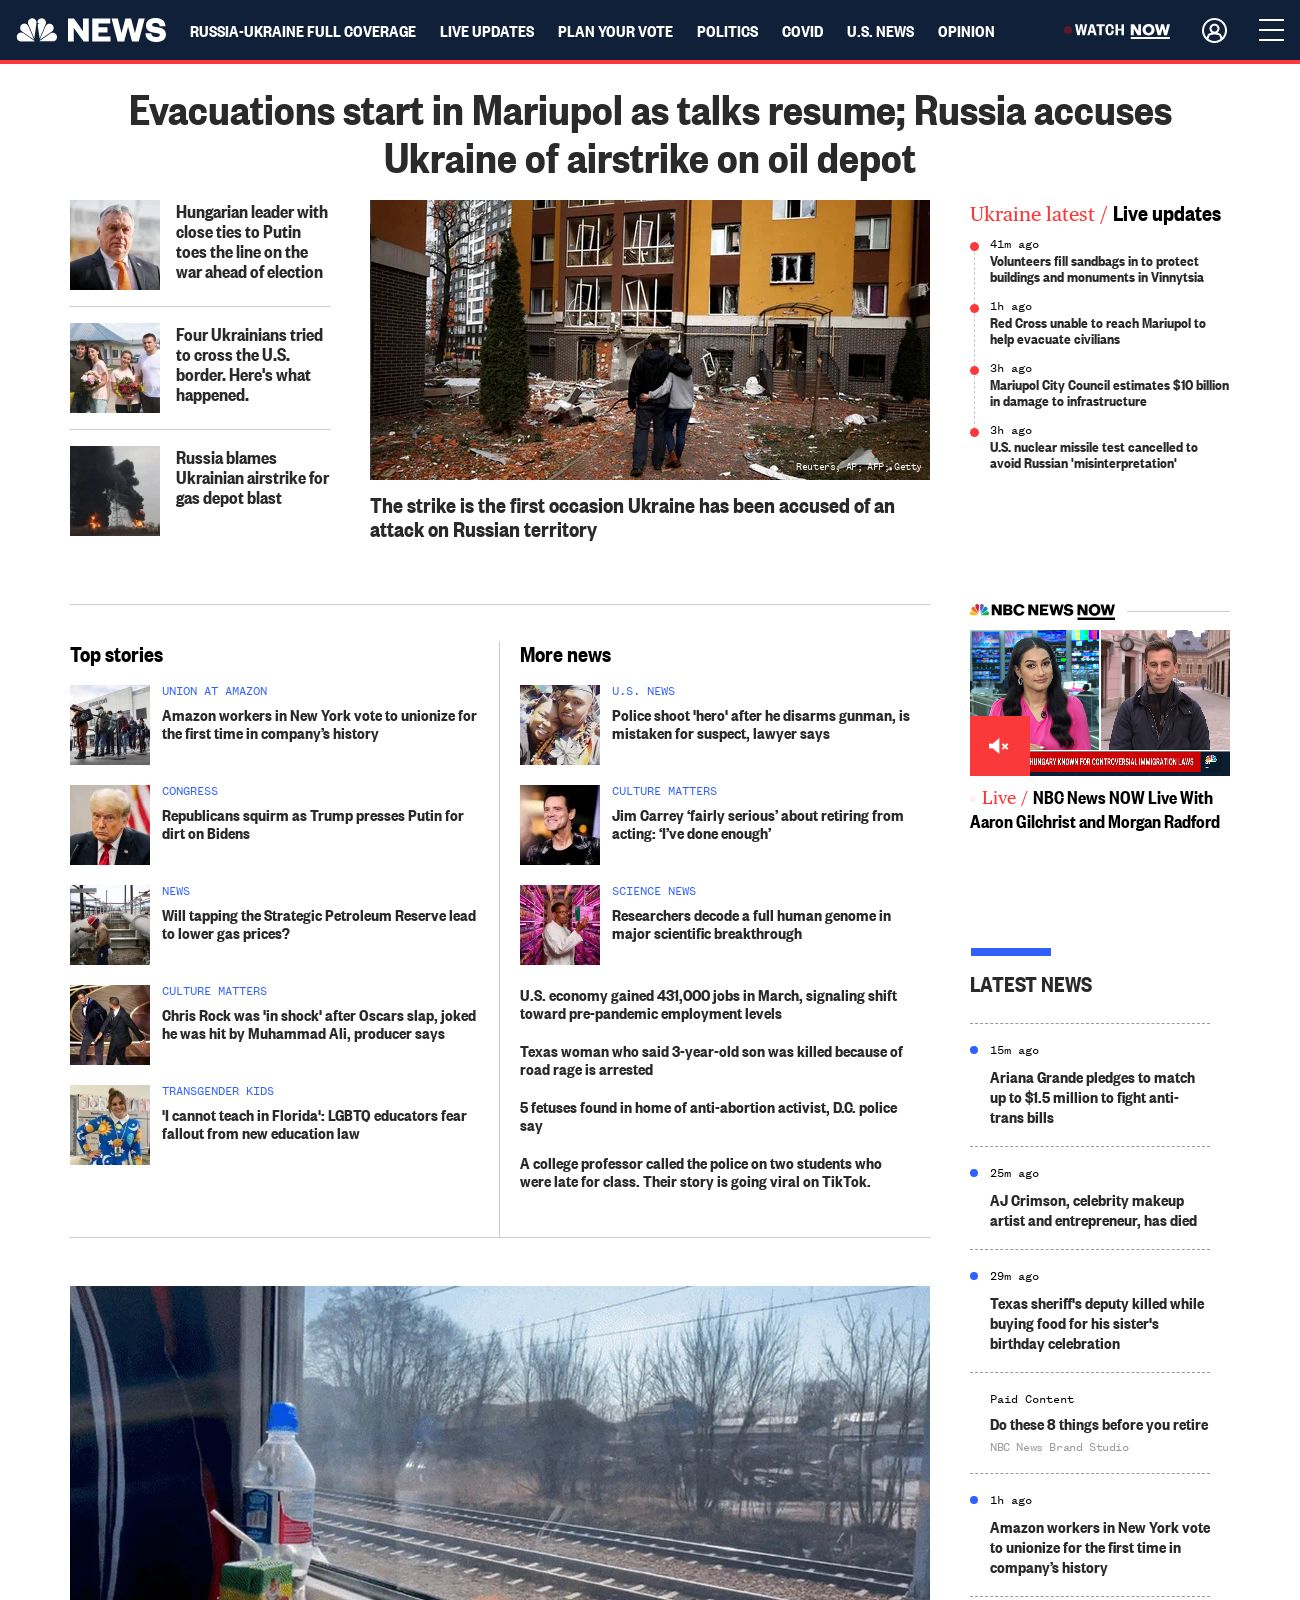 NEWS
RUSSIA-UKRAINE FULL COVERAGE
LIVE UPDATES
PLAN YOUR VOTE
POLITICS
COVID
U.S. NEWS
OPINION
WATCH NOW
Evacuations start in Mariupol as talks resume; Russia accuses
Ukraine of airstrike on oil depot
Hungarian leader with
close ties to Putin
toes the line on the
war ahead of election
Four Ukrainians tried
to cross the U.S.
border. Here's what
happened.
Russia blames
Ukrainian airstrike for
gas depot blast
Reuters; AP; AFP; Getty
The strike is the first occasion Ukraine has been accused of an
attack on Russian territory
Ukraine latest / Live updates
41m ago
Volunteers fill sandbags in to protect
buildings and monuments in Vinnytsia
1h ago
Red Cross unable to reach Mariupol to
help evacuate civilians
3h ago
Mariupol City Council estimates $10 billion
in damage to infrastructure
3h ago
U.S. nuclear missile test cancelled to
avoid Russian 'misinterpretation'
Top stories
UNION AT AMAZON
Amazon workers in New York vote to unionize for
the first time in company’s history
CONGRESS
Republicans squirm as Trump presses Putin for
dirt on Bidens
NEWS
Will tapping the Strategic Petroleum Reserve lead
to lower gas prices?
CULTURE MATTERS
Chris Rock was 'in shock' after Oscars slap, joked
he was hit by Muhammad Ali, producer says
TRANSGENDER KIDS
'I cannot teach in Florida': LGBTQ educators fear
fallout from new education law
More news
U.S. NEWS
Police shoot 'hero' after he disarms gunman, is
mistaken for suspect, lawyer says
CULTURE MATTERS
Jim Carrey ‘fairly serious’ about retiring from
acting: ‘I’ve done enough’
SCIENCE NEWS
Researchers decode a full human genome in
major scientific breakthrough
U.S. economy gained 431,000 jobs in March, signaling shift
toward pre-pandemic employment levels
Texas woman who said 3-year-old son was killed because of
road rage is arrested
5 fetuses found in home of anti-abortion activist, D.C. police
say
A college professor called the police on two students who
were late for class. Their story is going viral on TikTok.
NBC NEWS NOW
HUNGARY KNOWN FOR CONTROVERSIAL IMMIGRATION LAWS
Live / NBC News NOW Live With
Aaron Gilchrist and Morgan Radford
LATEST NEWS
15m ago
Ariana Grande pledges to match
up to $1.5 million to fight anti-
trans bills
25m ago
AJ Crimson, celebrity makeup
artist and entrepreneur, has died
29m ago
Texas sheriff's deputy killed while
buying food for his sister's
birthday celebration
Paid Content
Do these 8 things before you retire
NBC News Brand Studio
1h ago
Amazon workers in New York vote
to unionize for the first time in
company’s history